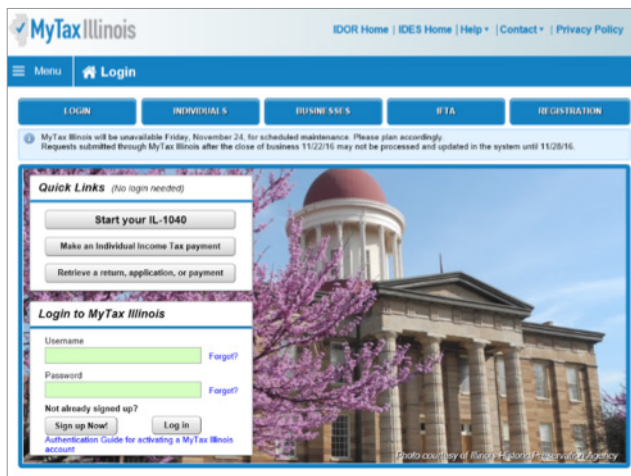 MyTax Illinois
IDOR Home | IDES Home | Help | Contact | Privacy Policy
Menu Login
LOGIN INDIVIDUALS BUSINESSES IFTA REGISTRATION
MyTax Illinois will be unavailable Friday, November 24, for scheduled maintenance. Please plan accordingly.
Requests submitted through MyTax Illinois after the close of business 11/22/16 may not be processed and updated in the system until 11/28/16.
Quick Links (No login needed)
Start your IL-1040
Make an Individual Income Tax payment
Retrieve a return, application, or payment
Login to MyTax Illinois
Username
Forgot?
Password
Forgot?
Not already signed up?
Sign up Now! Log in
Authentication Guide for activating a MyTax Illinois
account
Photo courtesy of Illinois Historic Preservation Agency